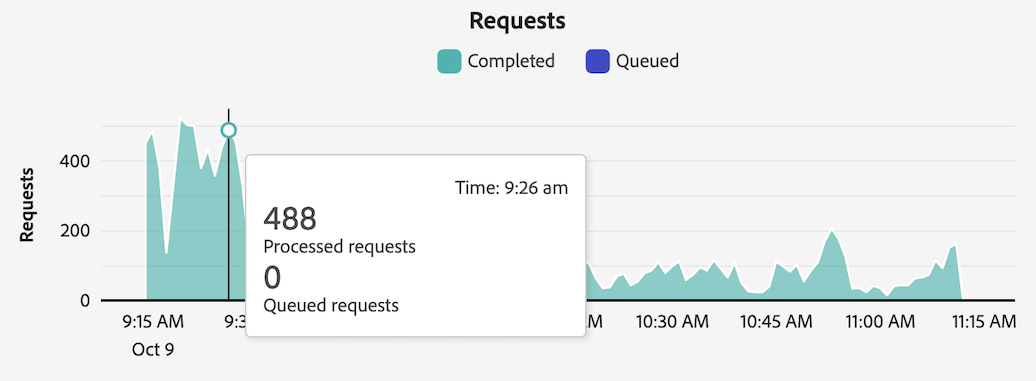 Requests
Completed Queued
Requests
400
200
0
Time: 9:26 am
488
Processed requests
0
Queued requests
9:15 AM 9:3 M 10:30 AM 10:45 AM 11:00 AM 11:15 AM
Oct 9